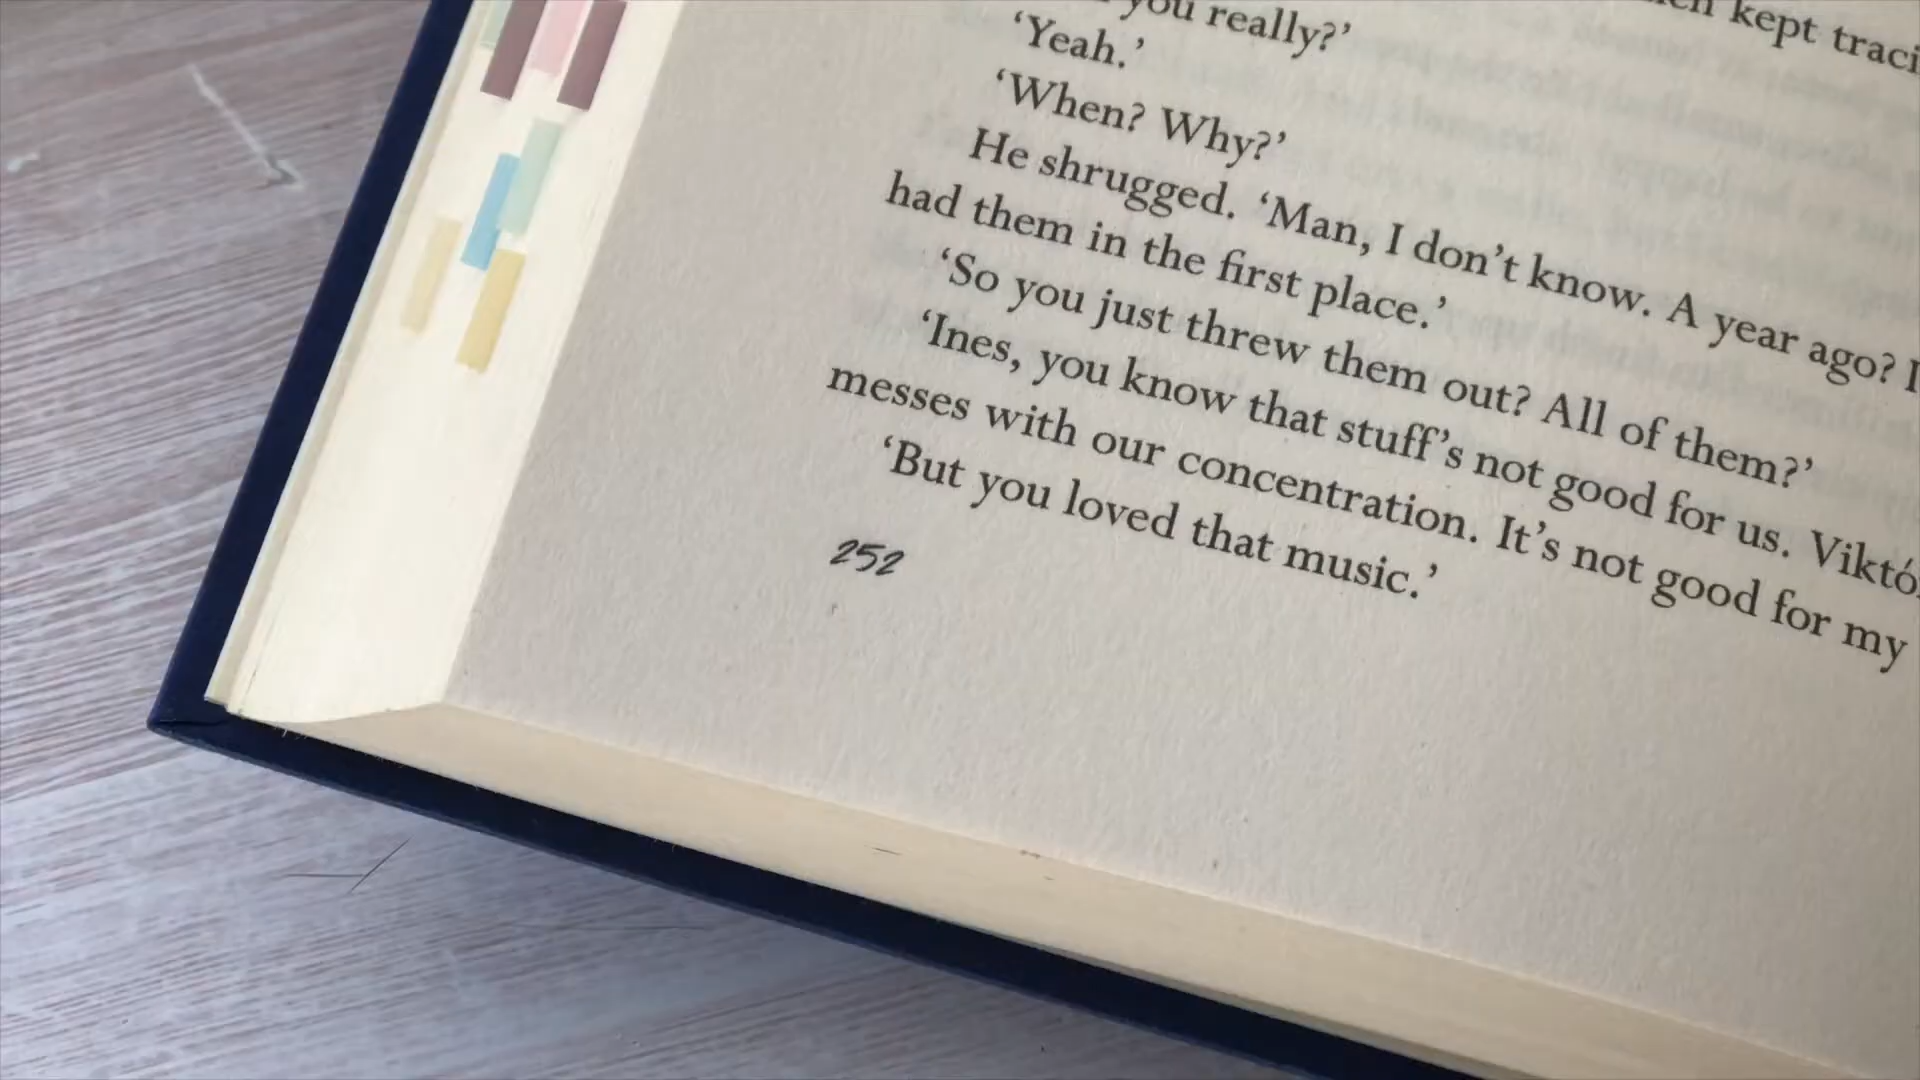 you really?’
kept
‘Yeah.’
‘When? Why?’
He shrugged. ‘Man, I don’t know. A year ago? I
had them in the first place.’
‘So you just threw them out? All of them?’
‘Ines, you know that stuff’s not good for us.
messes with our concentration. It’s not good for my
‘But you loved that music.’
252